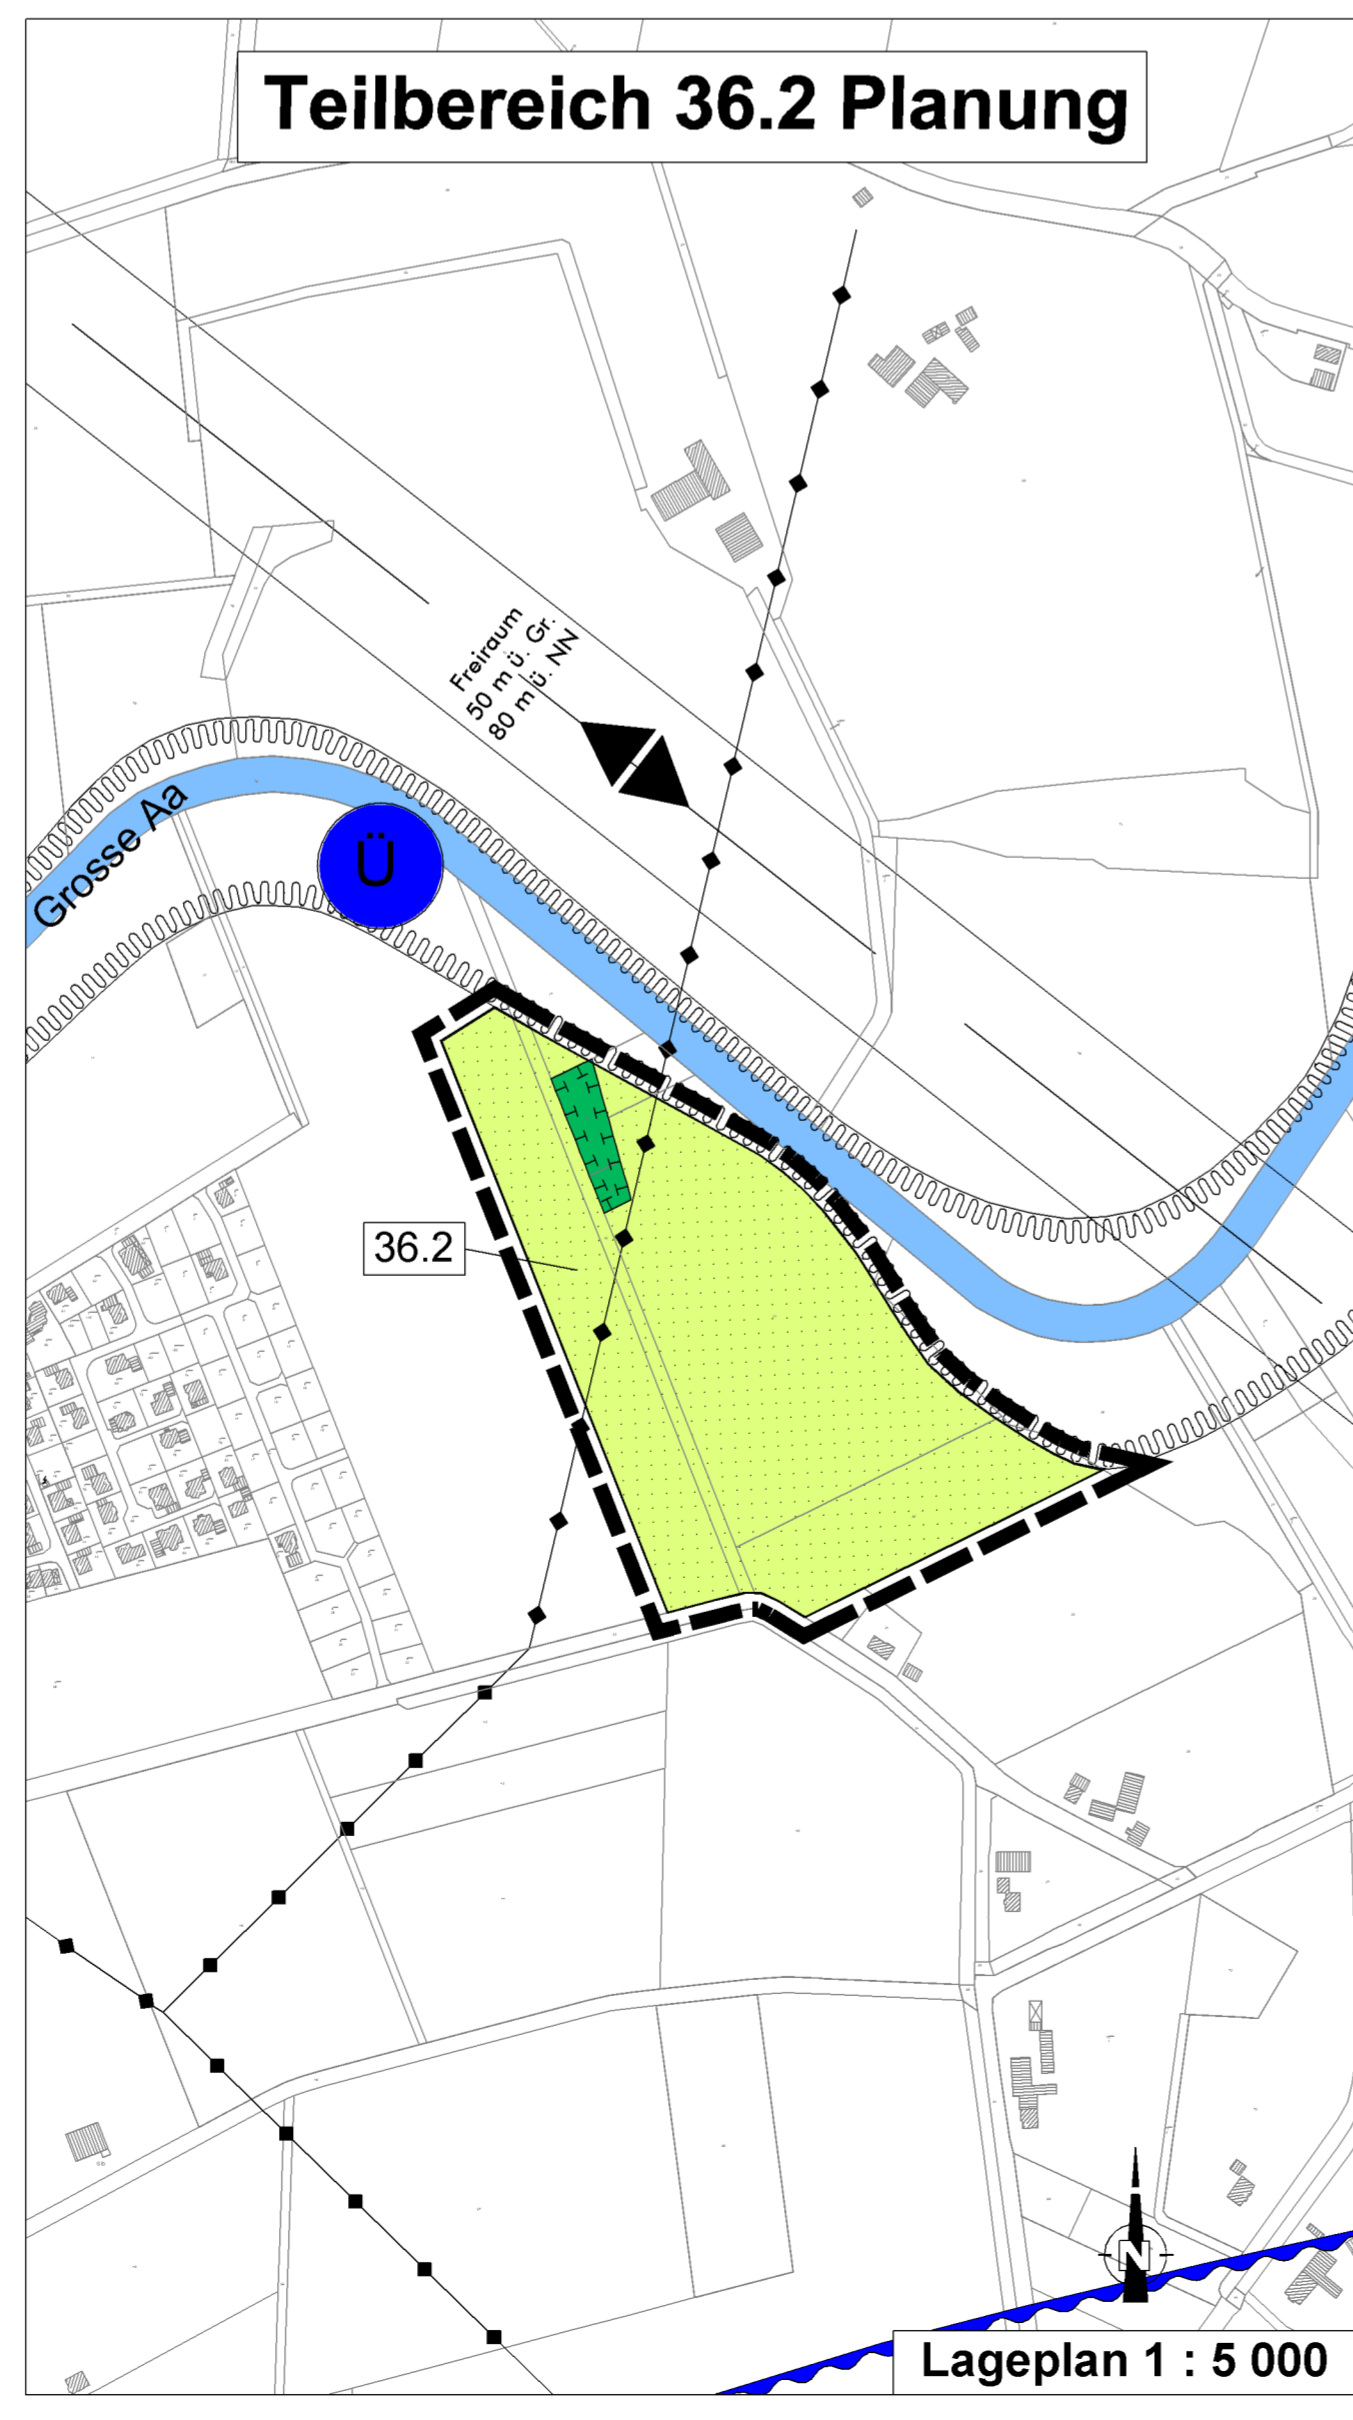 Teilbereich 36.2 Planung
Freiraum
50 m ü. Gr.
80 m ü. NN
Grosse Aa
Ü
36.2
N
Lageplan 1 : 5 000